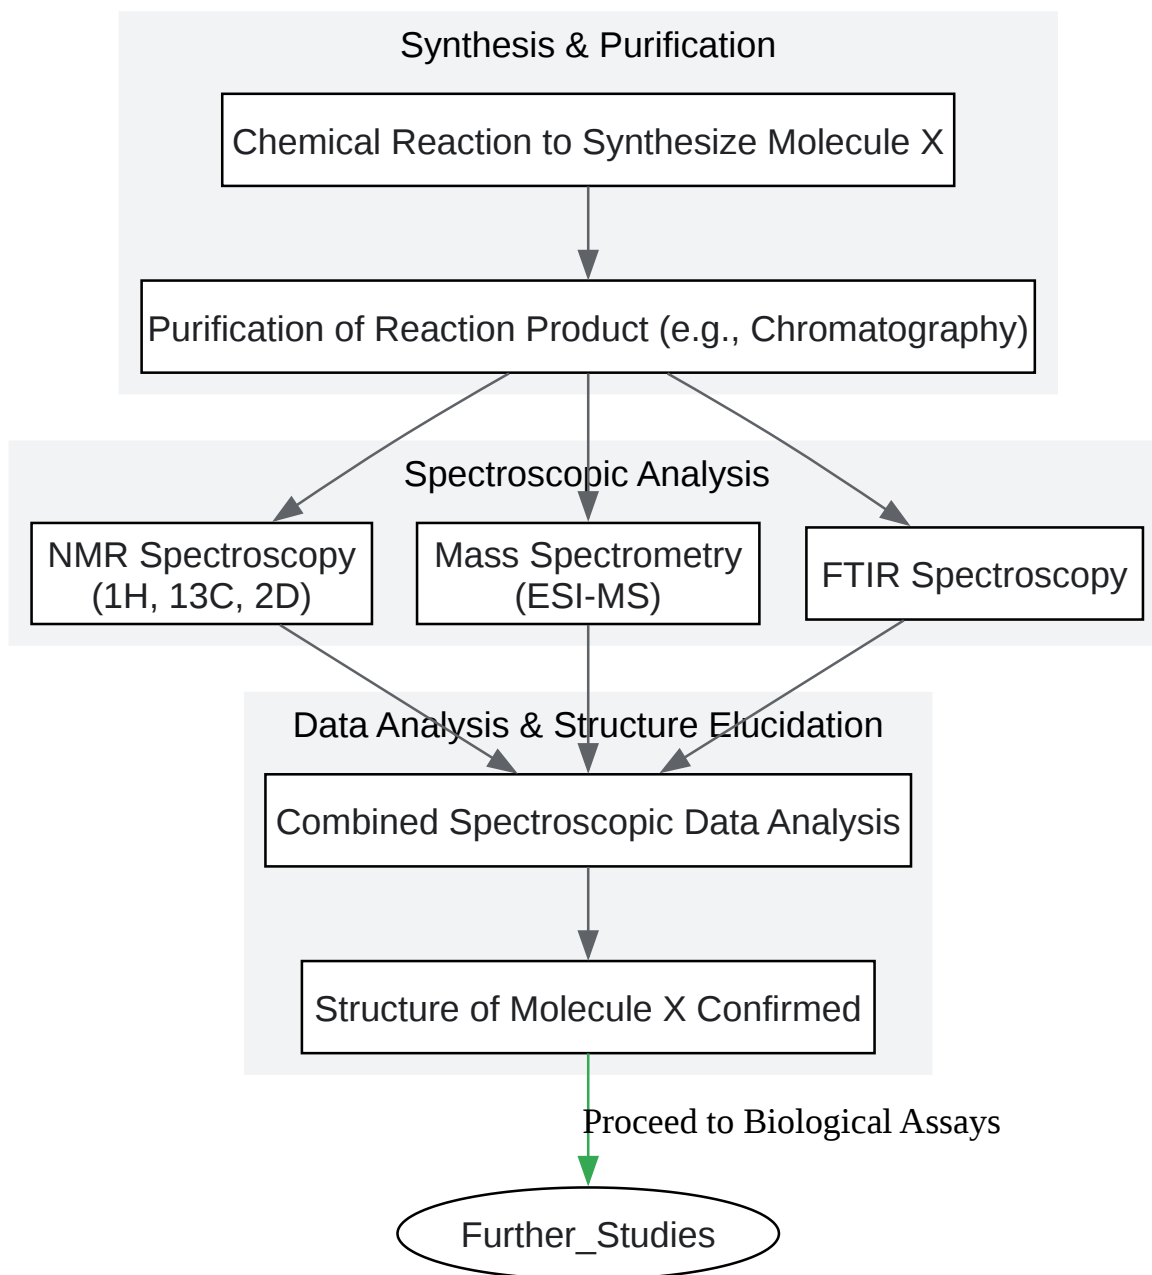 Synthesis & Purification
Chemical Reaction to Synthesize Molecule X
Purification of Reaction Product (e.g., Chromatography)
Spectroscopic Analysis
NMR Spectroscopy
(1H, 13C, 2D)
Mass Spectrometry
(ESI-MS)
FTIR Spectroscopy
Data Analysis & Structure Elucidation
Combined Spectroscopic Data Analysis
Structure of Molecule X Confirmed
Proceed to Biological Assays
Further_Studies